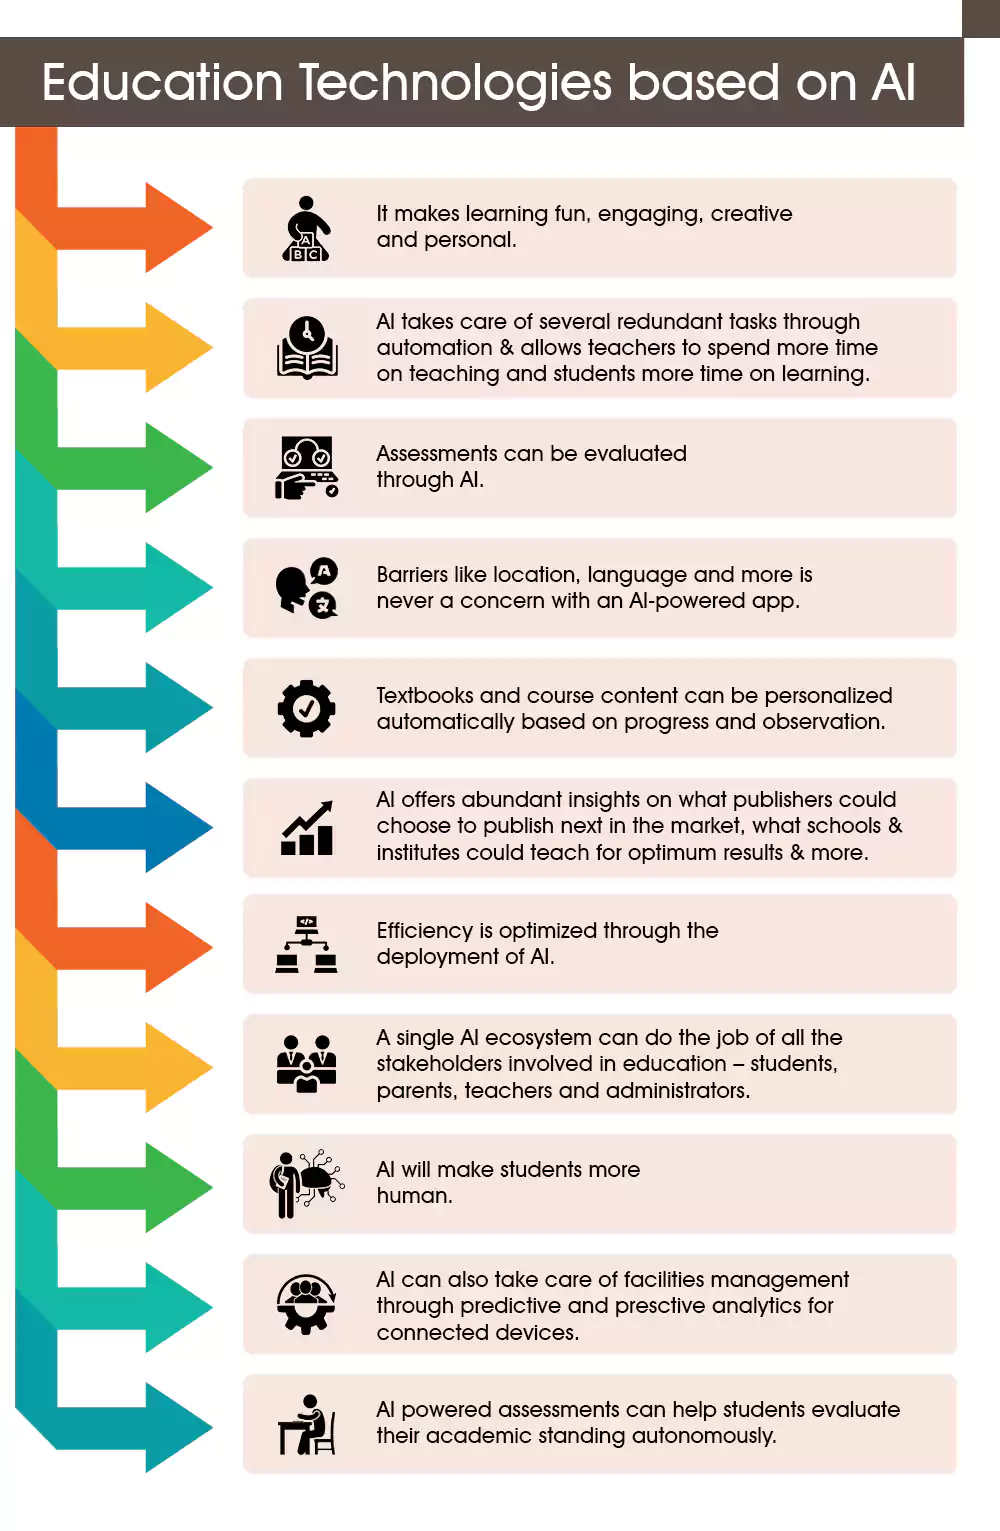 Education Technologies based on AI
It makes learning fun, engaging, creative
and personal.
A
B C
AI takes care of several redundant tasks through
automation & allows teachers to spend more time
on teaching and students more time on learning.
Assessments can be evaluated
through AI.
A
文
Barriers like location, language and more is
never a concern with an AI-powered app.
Textbooks and course content can be personalized
automatically based on progress and observation.
AI offers abundant insights on what publishers could
choose to publish next in the market, what schools &
institutes could teach for optimum results & more.
</>
Efficiency is optimized through the
deployment of AI.
A single AI ecosystem can do the job of all the
stakeholders involved in education – students,
parents, teachers and administrators.
AI will make students more
human.
AI can also take care of facilities management
through predictive and presctive analytics for
connected devices.
AI powered assessments can help students evaluate
their academic standing autonomously.